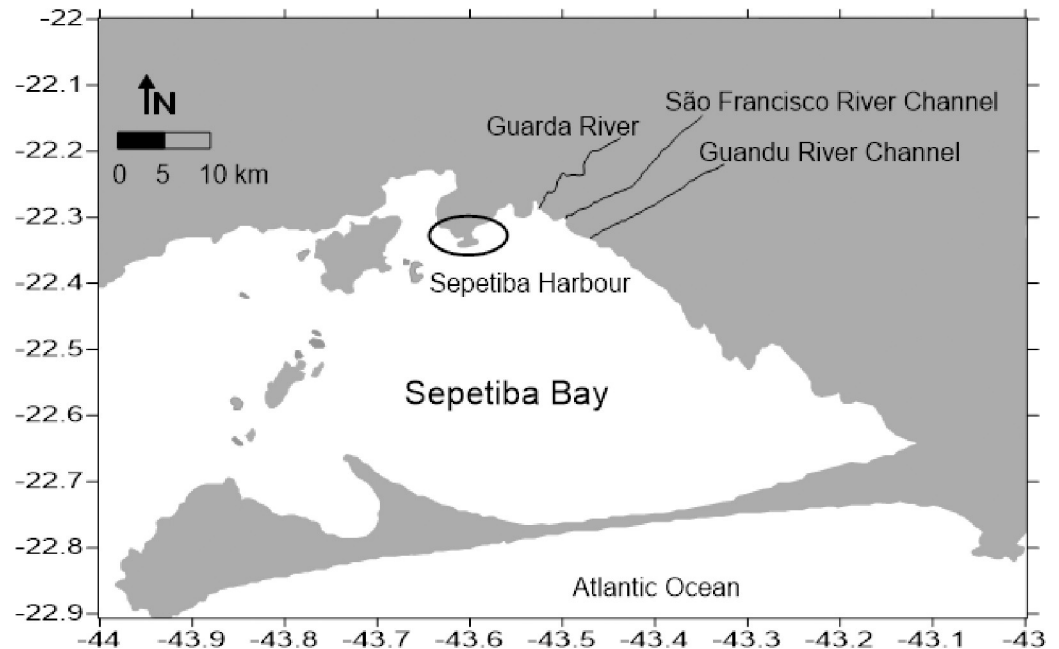 -22
-22.1
N
São Francisco River Channel
Guarda River
-22.2
Guandu River Channel
0 5 10 km
-22.3
-22.4
Sepetiba Harbour
-22.5
Sepetiba Bay
-22.6
-22.7
-22.8
Atlantic Ocean
-22.9
-44 -43.9 -43.8 -43.7 -43.6 -43.5 -43.4 -43.3 -43.2 -43.1 -43